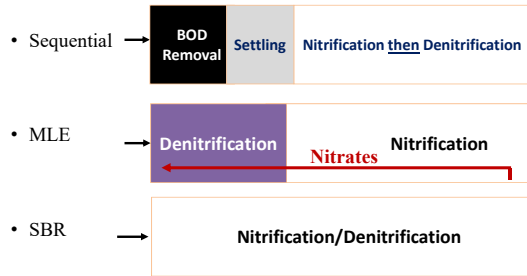 • Sequential
BOD
Removal
Settling
Nitrification then Denitrification
• MLE
Denitrification
Nitrification
Nitrates
• SBR
Nitrification/Denitrification